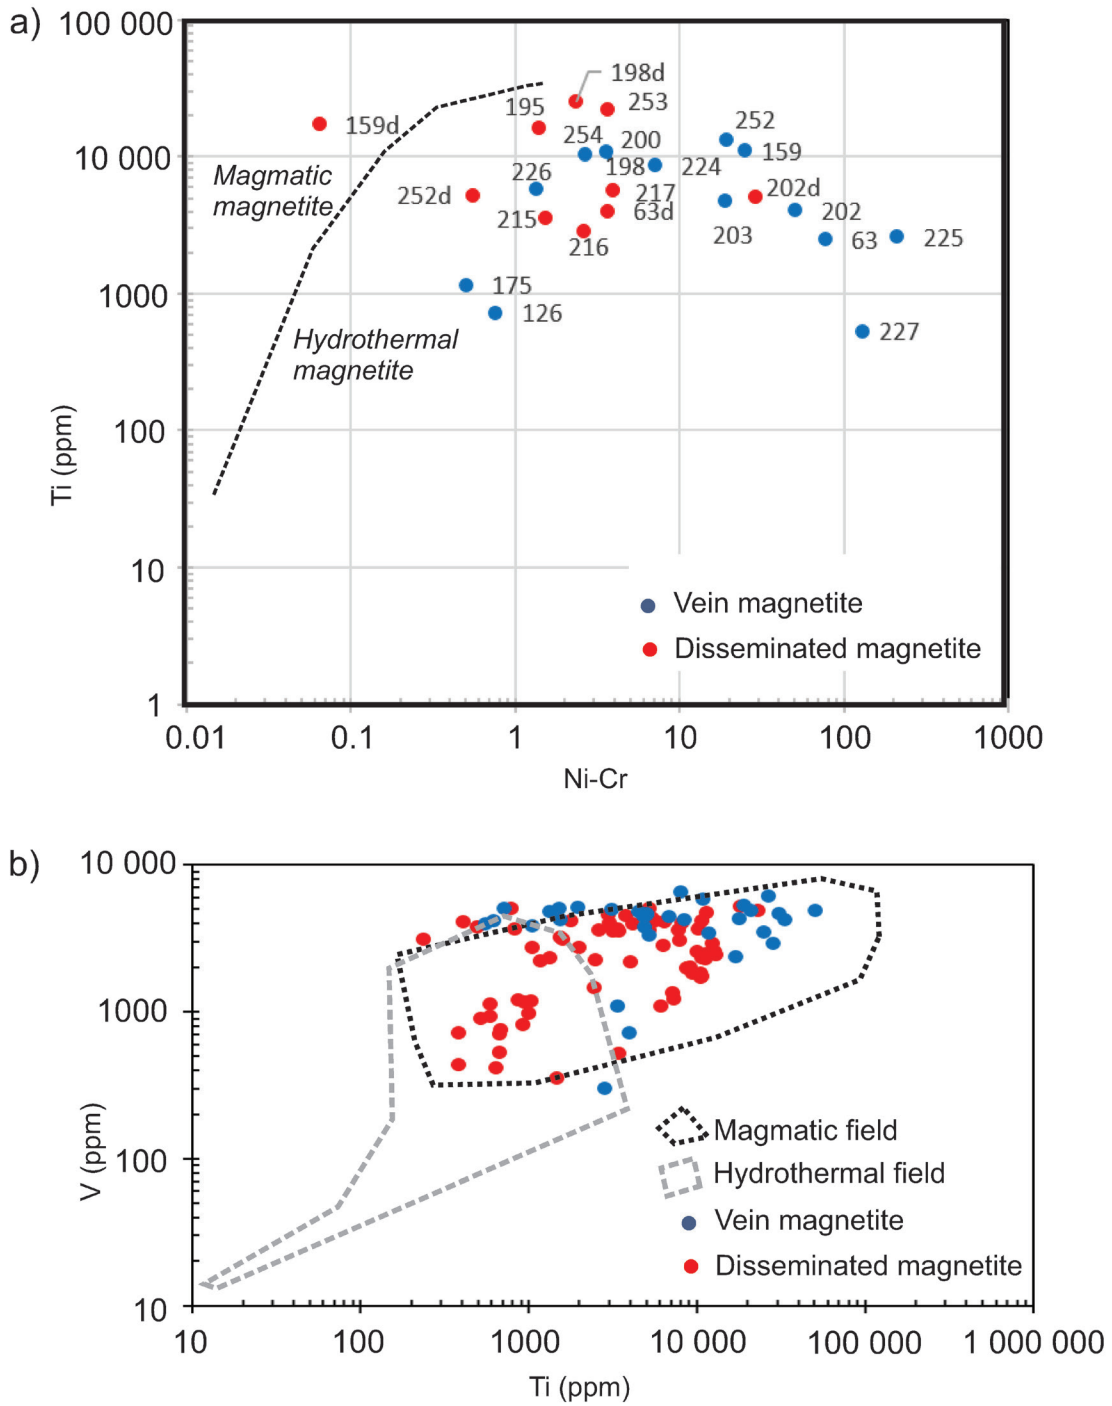 a)
100 000
10 000
1000
100
10
1
Ti (ppm)
0.01
0.1
1
10
100
1000
Ni-Cr
198d
253
195
159d
254
200
252
159
198
224
226
252d
217
202d
63d
215
202
203
216
63
225
175
126
227
Magmatic
magnetite
Hydrothermal
magnetite
Vein magnetite
Disseminated magnetite
b)
10 000
1000
100
10
V (ppm)
10
100
1000
10 000
100 000
1 000 000
Ti (ppm)
Magmatic field
Hydrothermal field
Vein magnetite
Disseminated magnetite